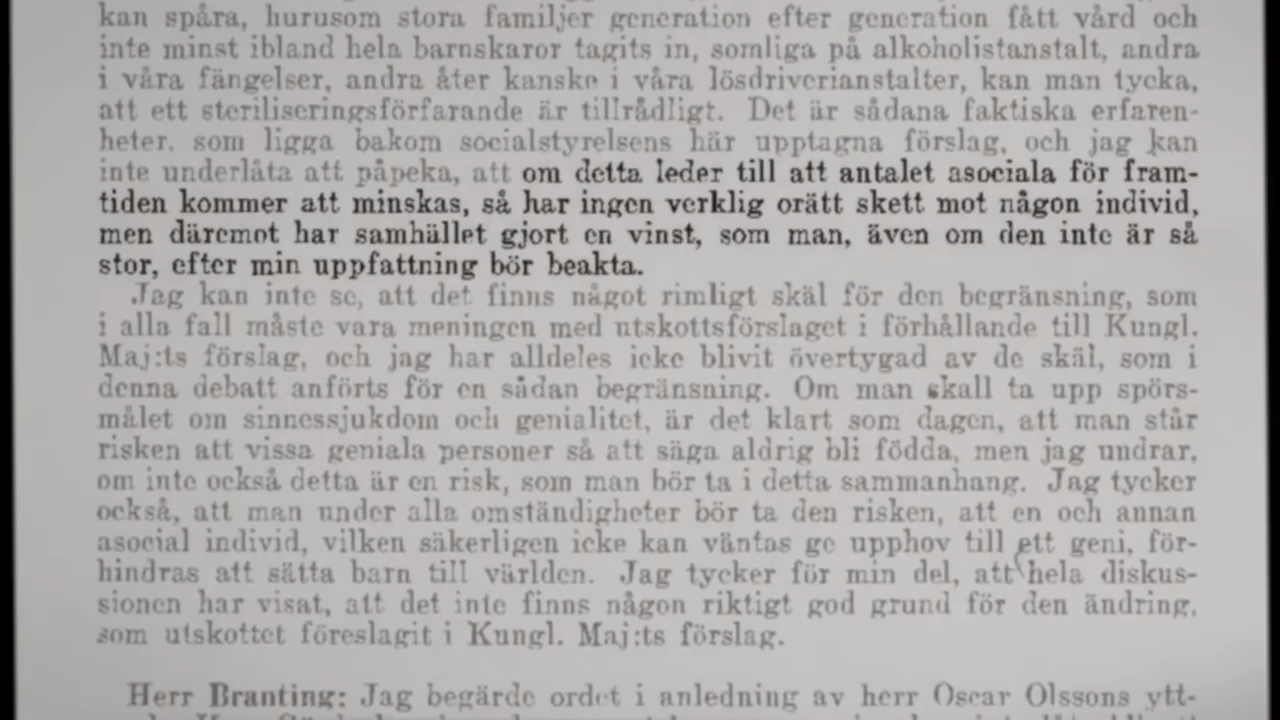 kan spåra, hurusom stora familjer generation efter generation fått vård och
inte minst ibland hela barnskaror tagits in, somliga på alkoholistanstalt, andra
i våra fängelser, andra åter kanske i våra lösdriverianstalter, kan man tycka,
att ett steriliseringsförfarande är tillrådligt. Det är sådana faktiska erfaren-
heter, som ligga bakom socialstyrelsens här upptagna förslag, och jag kan
inte underlåta att påpeka, att om detta leder till att antalet asociala för fram-
tiden kommer att minskas, så har ingen verklig orätt skett mot någon individ,
men däremot har samhället gjort en vinst, som man, även om den inte är så
stor, efter min uppfattning bör beakta.
Jag kan inte se, att det finns något rimligt skäl för den begränsning, som
i alla fall måste vara meningen med utskottsförslaget i förhållande till Kungl.
Maj:ts förslag, och jag har alldeles icke blivit övertygad av de skäl, som i
denna debatt anförts för en sådan begränsning. Om man skall ta upp spörs-
målet om sinnessjukdom och genialitet, är det klart som dagen, att man står
risken att vissa geniala personer så att säga aldrig bli födda, men jag undrar,
om inte också detta är en risk, som man bör ta i detta sammanhang. Jag tycker
också, att man under alla omständigheter bör ta den risken, att en och annan
asocial individ, vilken säkerligen icke kan väntas ge upphov till ett geni, för-
hindras att sätta barn till världen. Jag tycker för min del, att hela diskus-
sionen har visat, att det inte finns någon riktigt god grund för den ändring,
som utskottet föreslagit i Kungl. Maj:ts förslag.
Herr Branting: Jag begärde ordet i anledning av herr Oscar Olssons ytt-